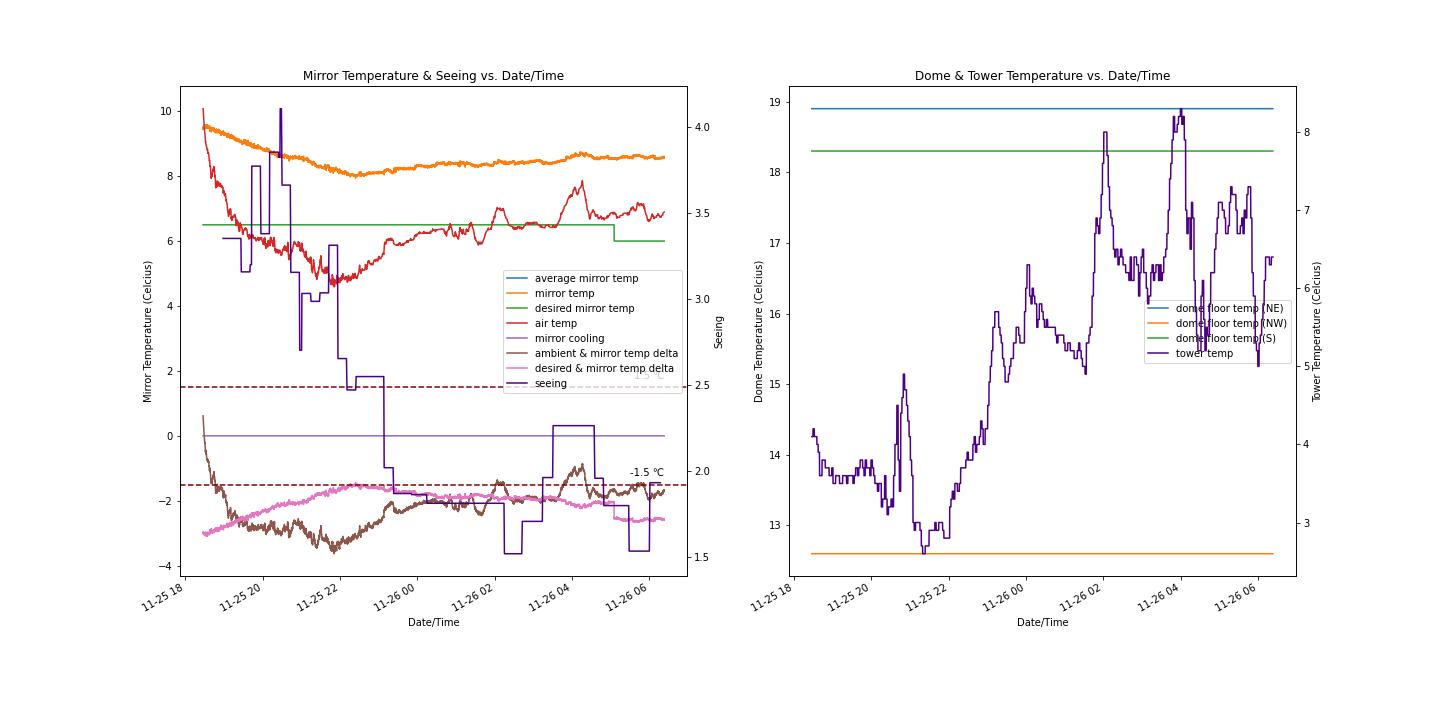 Mirror Temperature & Seeing vs. Date/Time
Mirror Temperature (Celcius)
10
8
6
4
2
0
−2
−4
4.0
3.5
3.0
2.5
2.0
1.5
Seeing
average mirror temp
mirror temp
desired mirror temp
air temp
mirror cooling
ambient & mirror temp delta
desired & mirror temp delta
seeing
1.5 °C
-1.5 °C
11-25 18
11-25 20
11-25 22
11-26 00
11-26 02
11-26 04
11-26 06
Date/Time
Dome & Tower Temperature vs. Date/Time
Dome Temperature (Celcius)
19
18
17
16
15
14
13
8
7
6
5
4
3
Tower Temperature (Celcius)
dome floor temp (NE)
dome floor temp (NW)
dome floor temp (S)
tower temp
11-25 18
11-25 20
11-25 22
11-26 00
11-26 02
11-26 04
11-26 06
Date/Time